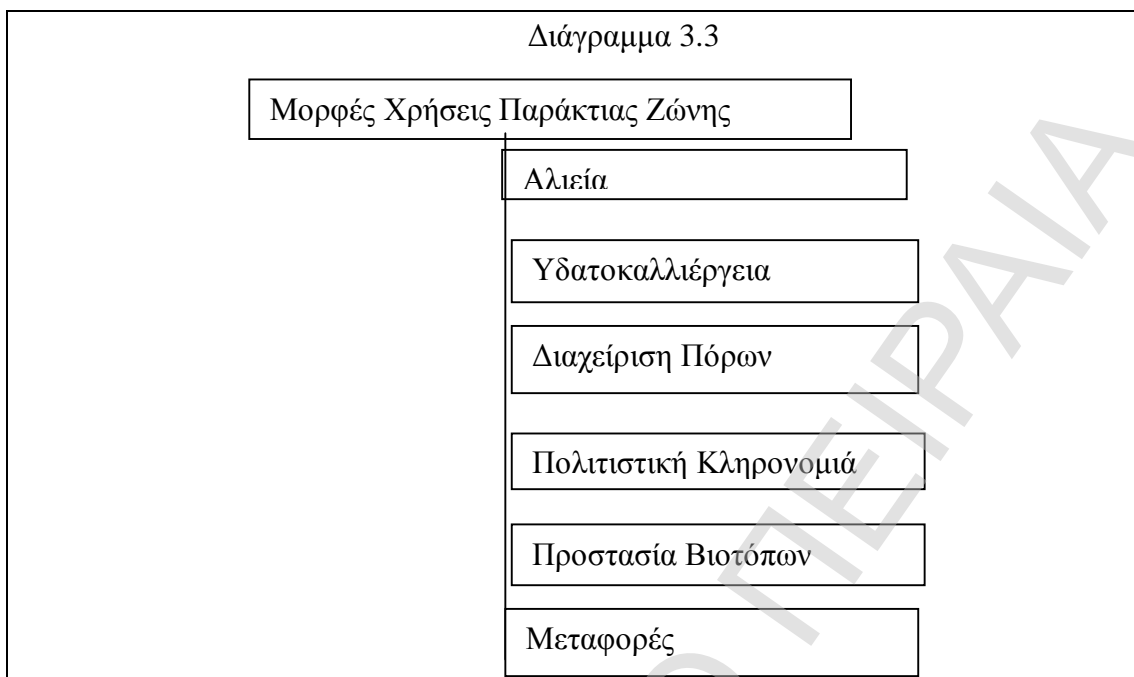 Διάγραμμα 3.3
Μορφές Χρήσεις Παράκτιας Ζώνης
Αλιεία
Υδατοκαλλιέργεια
Διαχείριση Πόρων
Πολιτιστική Κληρονομιά
Προστασία Βιοτόπων
Μεταφορές
ΠΕΙΡΑΙΑ